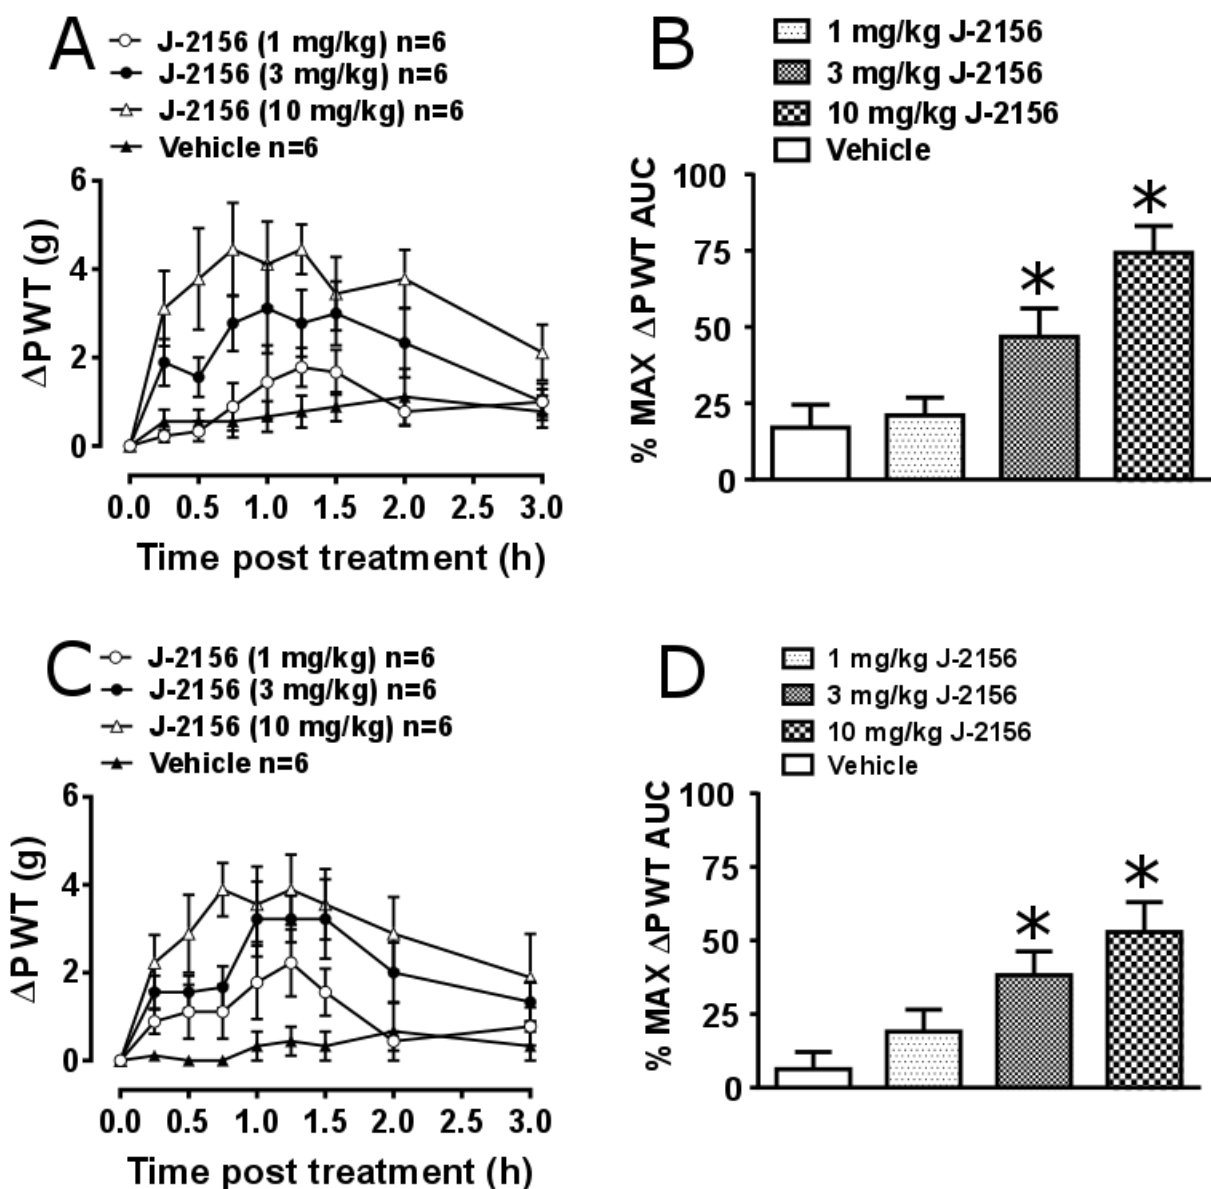 A
J-2156 (1 mg/kg) n=6
J-2156 (3 mg/kg) n=6
J-2156 (10 mg/kg) n=6
Vehicle n=6
ΔPWT (g)
6
4
2
0
0.0 0.5 1.0 1.5 2.0 2.5 3.0
Time post treatment (h)
B
1 mg/kg J-2156
3 mg/kg J-2156
10 mg/kg J-2156
Vehicle
% MAX ΔPWT AUC
100
75
50
25
0
*
*
C
J-2156 (1 mg/kg) n=6
J-2156 (3 mg/kg) n=6
J-2156 (10 mg/kg) n=6
Vehicle n=6
ΔPWT (g)
6
4
2
0
0.0 0.5 1.0 1.5 2.0 2.5 3.0
Time post treatment (h)
D
1 mg/kg J-2156
3 mg/kg J-2156
10 mg/kg J-2156
Vehicle
% MAX ΔPWT AUC
100
75
50
25
0
*
*